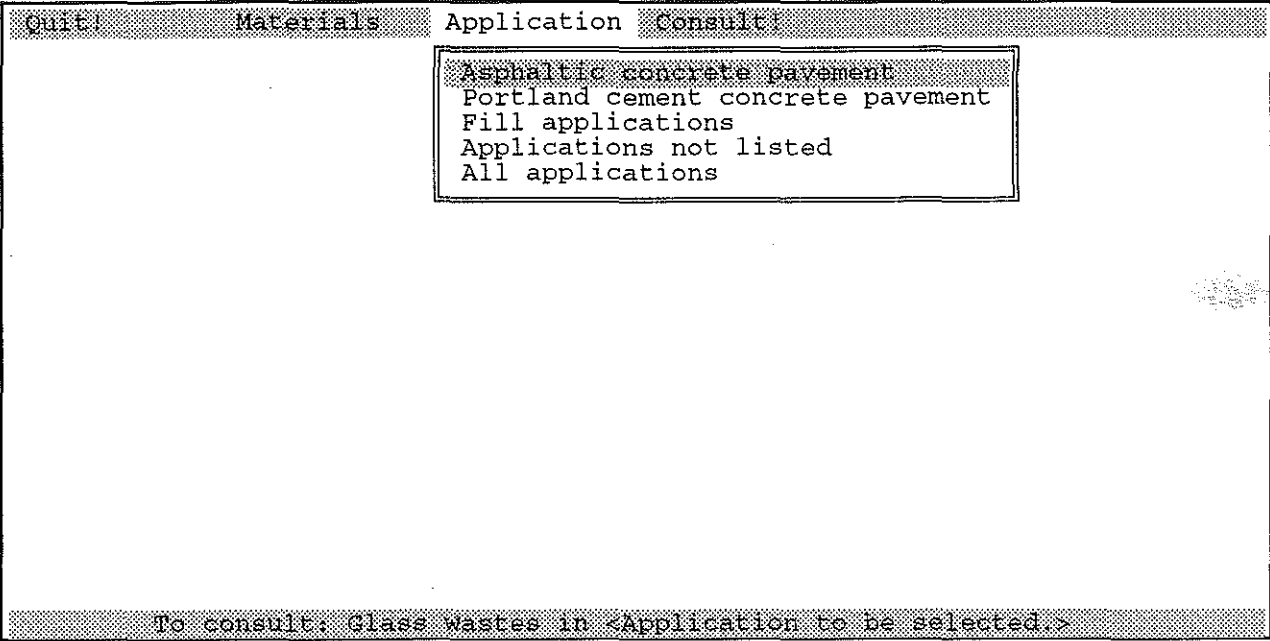 Quit! Materials Application Consult!
Asphaltic concrete pavement
Portland cement concrete pavement
Fill applications
Applications not listed
All applications
To consult: Glass Wastes in <Application to be selected.>